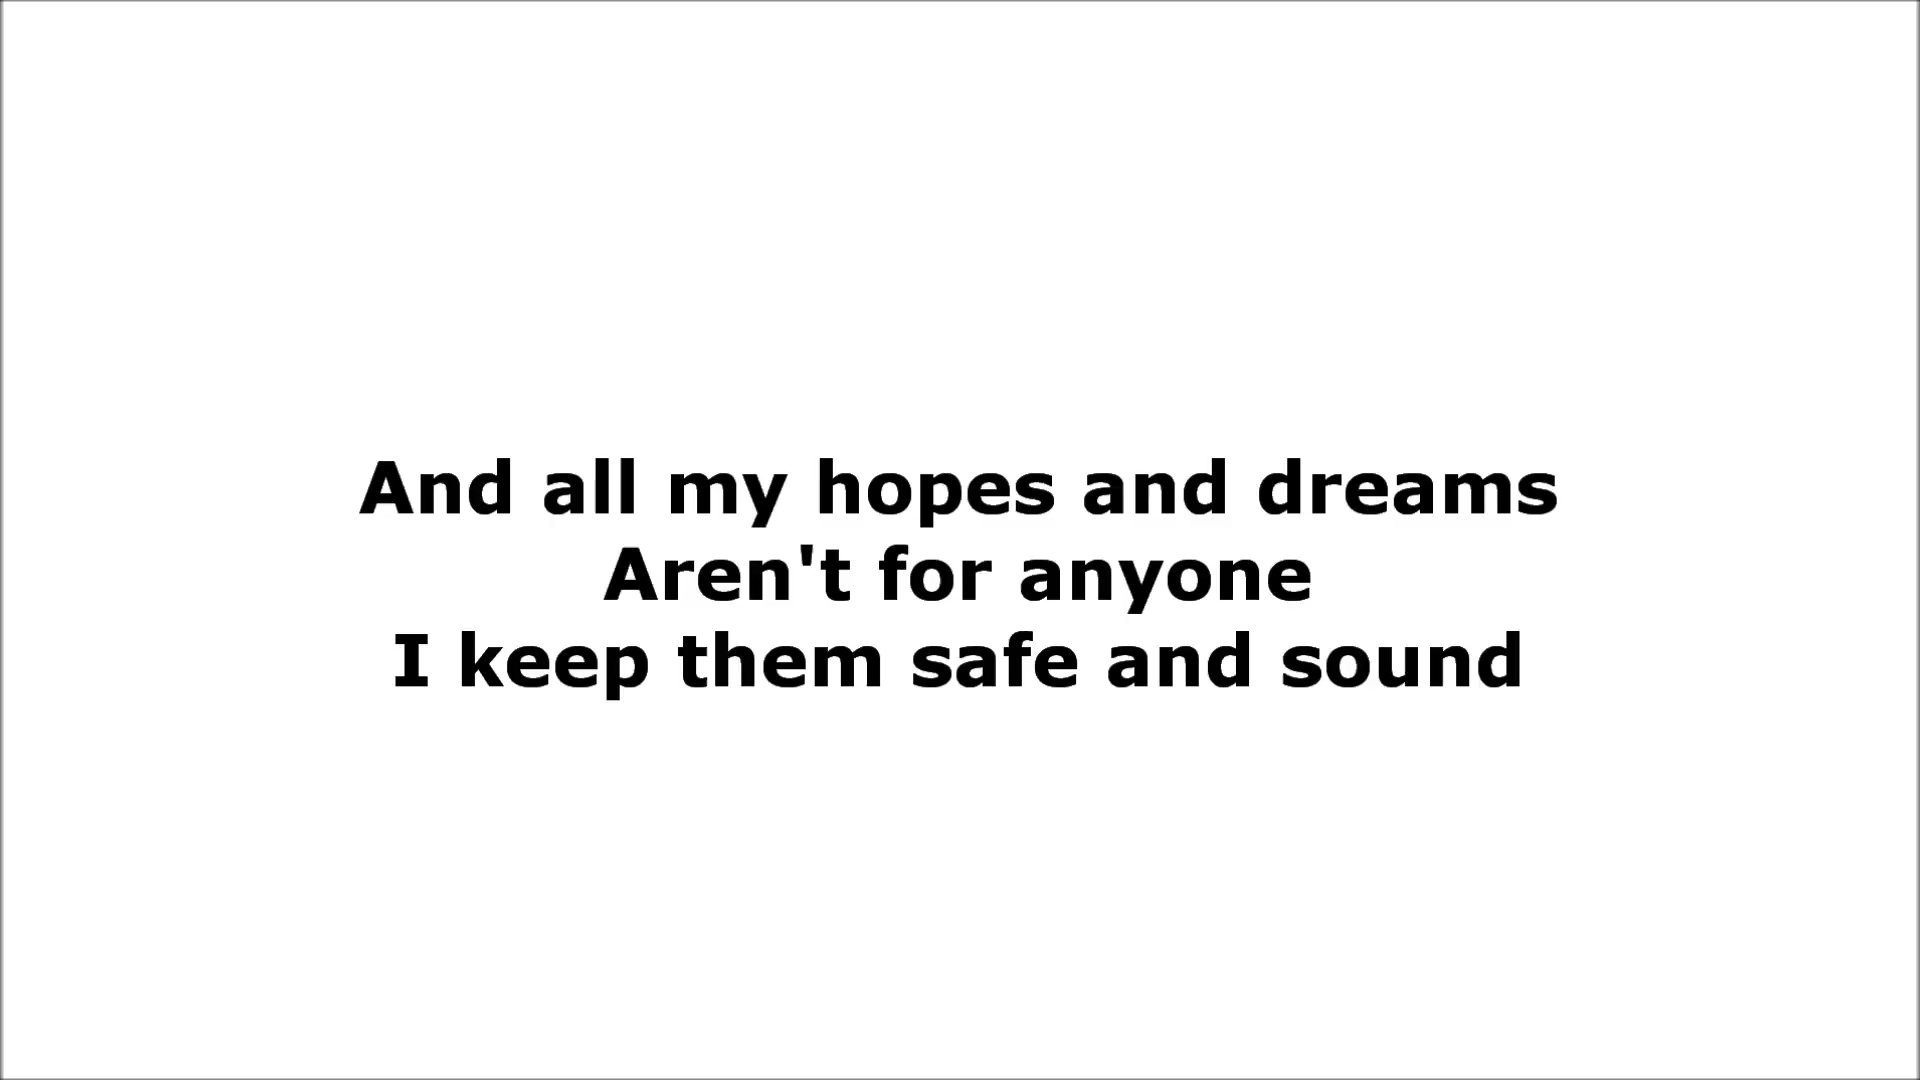 And all my hopes and dreams
Aren't for anyone
I keep them safe and sound